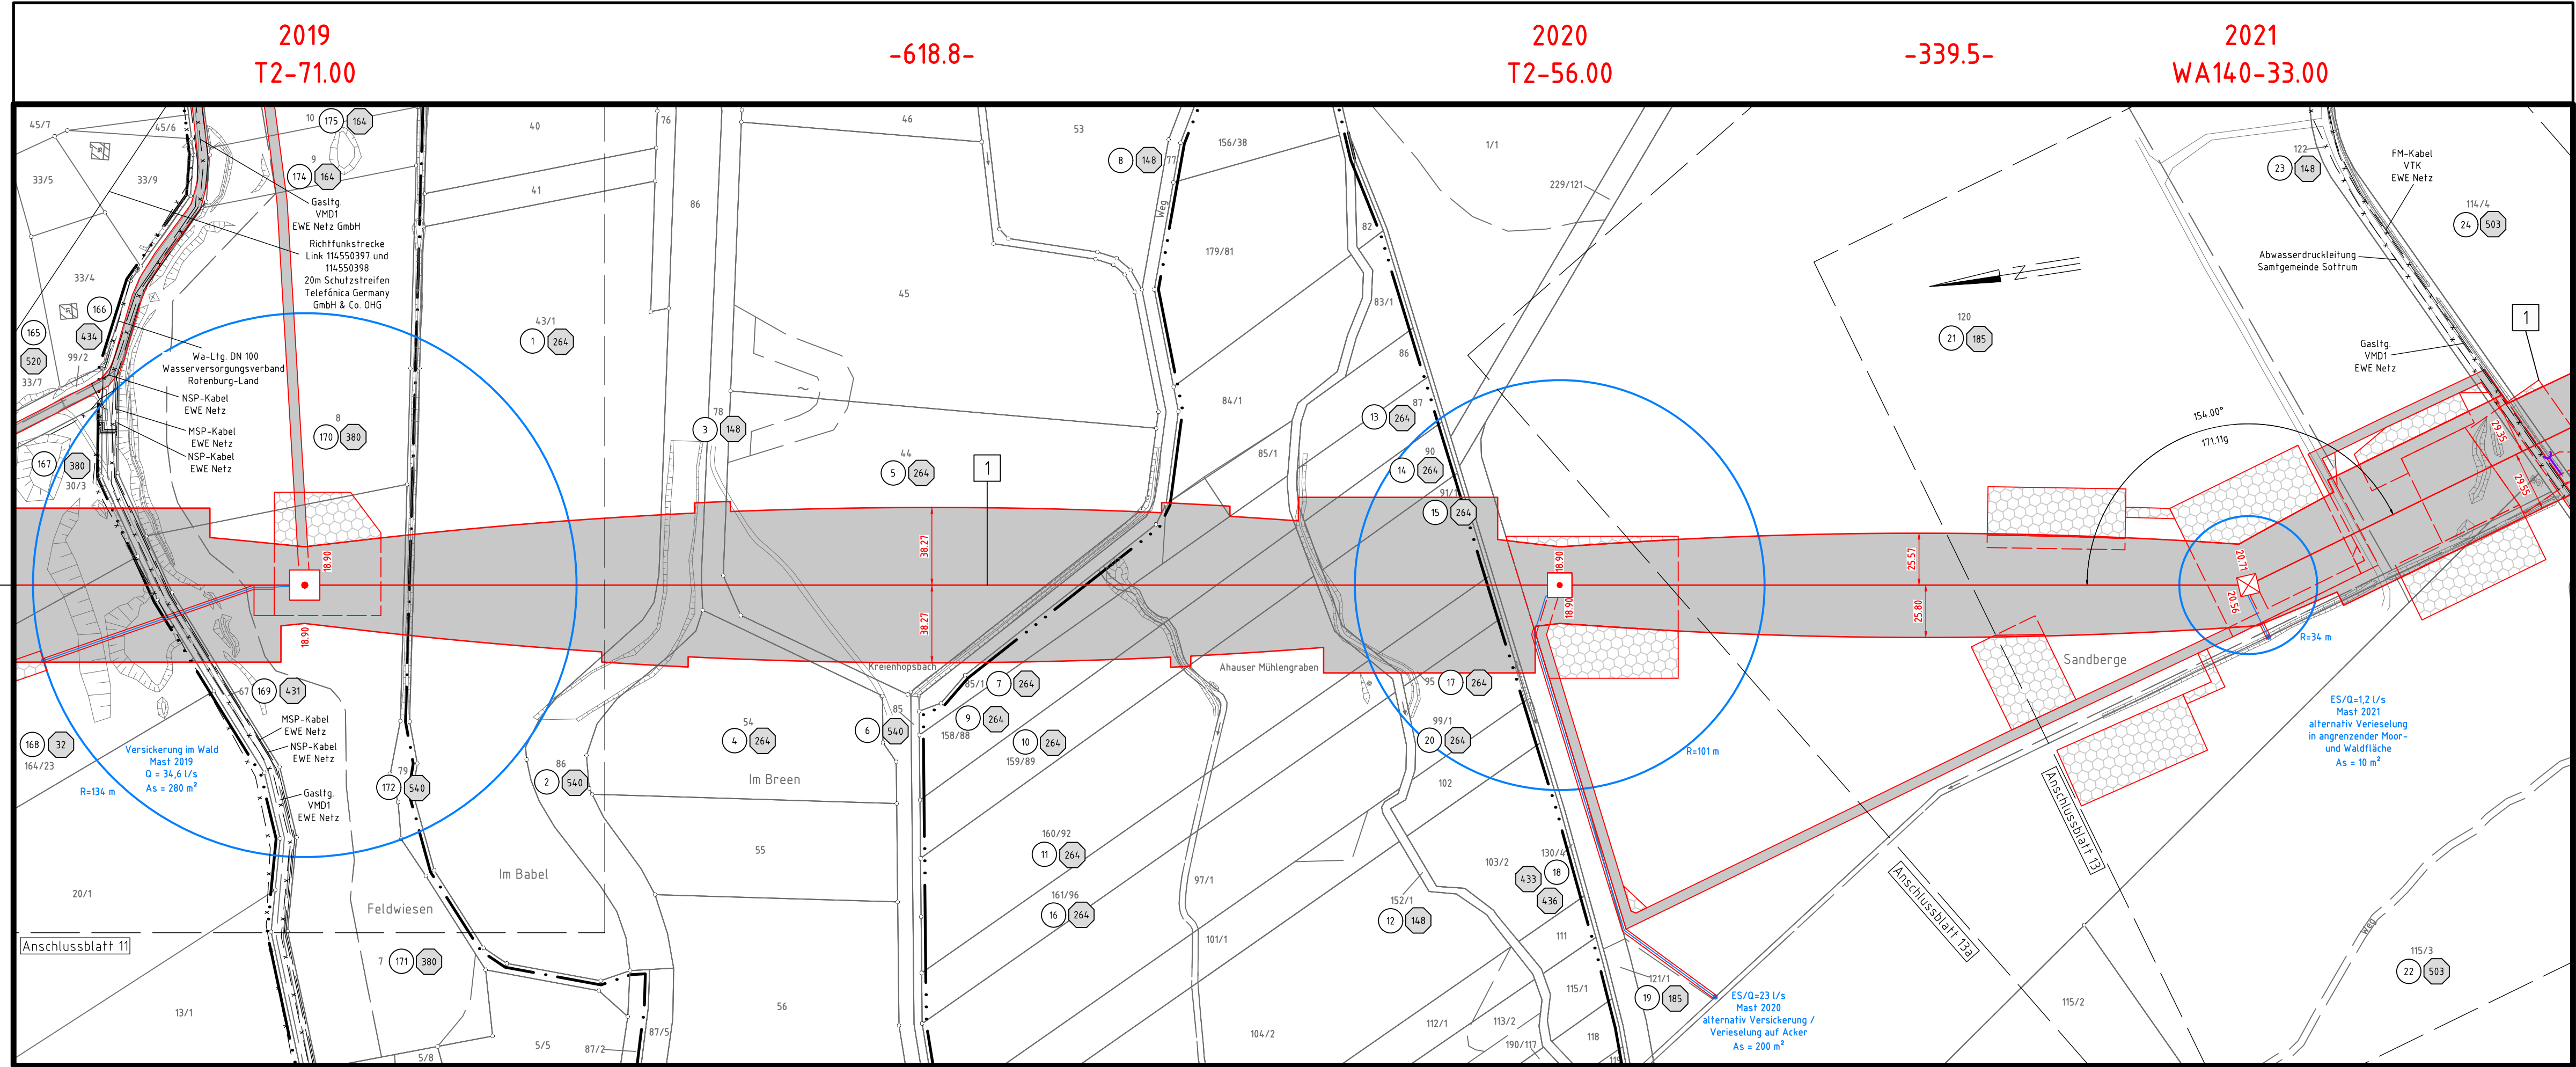 2019
T2-71.00
-618.8-
2020
T2-56.00
-339.5-
2021
WA140-33.00
45/7
45/6
33/5
33/9
33/4
166
434
165
520
99/2
33/7
10
175
164
9
174
164
Gasltg.
VMD1
EWE Netz GmbH
Richtfunkstrecke
Link 114550397 und
114550398
20m Schutzstreifen
Telefónica Germany
GmbH & Co. OHG
Wa-Ltg. DN 100
Wasserversorgungsverband
Rotenburg-Land
NSP-Kabel
EWE Netz
MSP-Kabel
EWE Netz
NSP-Kabel
EWE Netz
8
170
380
167
380
30/3
18.90
18.90
67
169
431
MSP-Kabel
EWE Netz
NSP-Kabel
EWE Netz
Gasltg.
VMD1
EWE Netz
168
32
164/23
Versickerung im Wald
Mast 2019
Q = 34,6 l/s
As = 280 m²
R=134 m
20/1
Anschlussblatt 11
13/1
79
172
540
Feldwiesen
7
171
380
5/8
5/5
87/2
87/5
40
41
43/1
1
264
76
86
86
2
540
Im Babel
46
45
78
3
148
44
5
264
1
38.27
38.27
Kreienhopsbach
54
4
264
Im Breen
55
56
85
6
540
85/1
7
264
9
264
158/88
10
264
159/89
160/92
11
264
161/96
16
264
53
8
148
77
Weg
156/38
179/81
84/1
85/1
82
83/1
86
87
13
264
90
14
264
91/1
15
264
Ahauser Mühlengraben
95
17
264
99/1
20
264
102
97/1
101/1
104/2
152/1
12
148
103/2
433
130/4
18
436
111
115/1
112/1
113/2
190/117
118
119
121/1
19
185
ES/Q=23 l/s
Mast 2020
alternativ Versickerung /
Verieselung auf Acker
As = 200 m²
1/1
229/121
18.90
18.90
R=101 m
N
120
21
185
25.57
25.80
154.00°
171.11g
20.71
20.56
R=34 m
Sandberge
Anschlussblatt 13
Anschlussblatt 13a
ES/Q=1,2 l/s
Mast 2021
alternativ Verieselung
in angrenzender Moor-
und Waldfläche
As = 10 m²
122
23
148
FM-Kabel
VTK
EWE Netz
114/4
24
503
Abwasserdruckleitung
Samtgemeinde Sottrum
Gasltg.
VMD1
EWE Netz
1
29.35
29.55
Weg
115/3
22
503
115/2